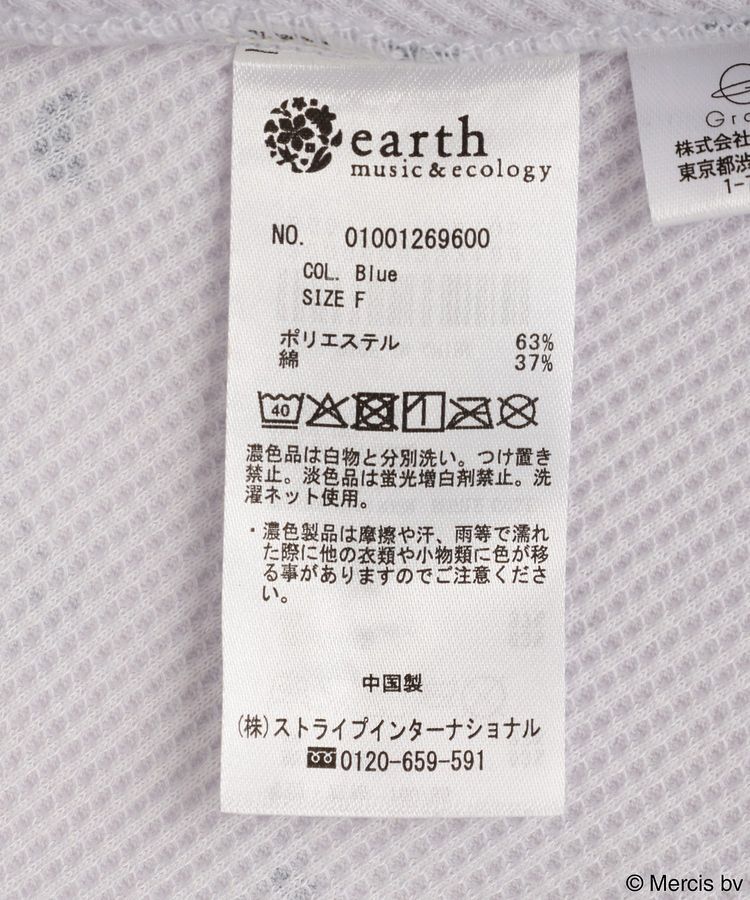 earth
music&ecology
NO. 01001269600
COL. Blue
SIZE F
ポリエステル 63%
綿 37%
40
濃色品は白物と分別洗い。つけ置き
禁止。淡色品は蛍光増白剤禁止。洗
濯ネット使用。
・濃色製品は摩擦や汗、雨等で濡れ
た際に他の衣類や小物類に色が移
る事がありますのでご注意くださ
い。
中国製
(株)ストライプインターナショナル
0120-659-591
株式会社
東京都渋
1-
© Mercis bv